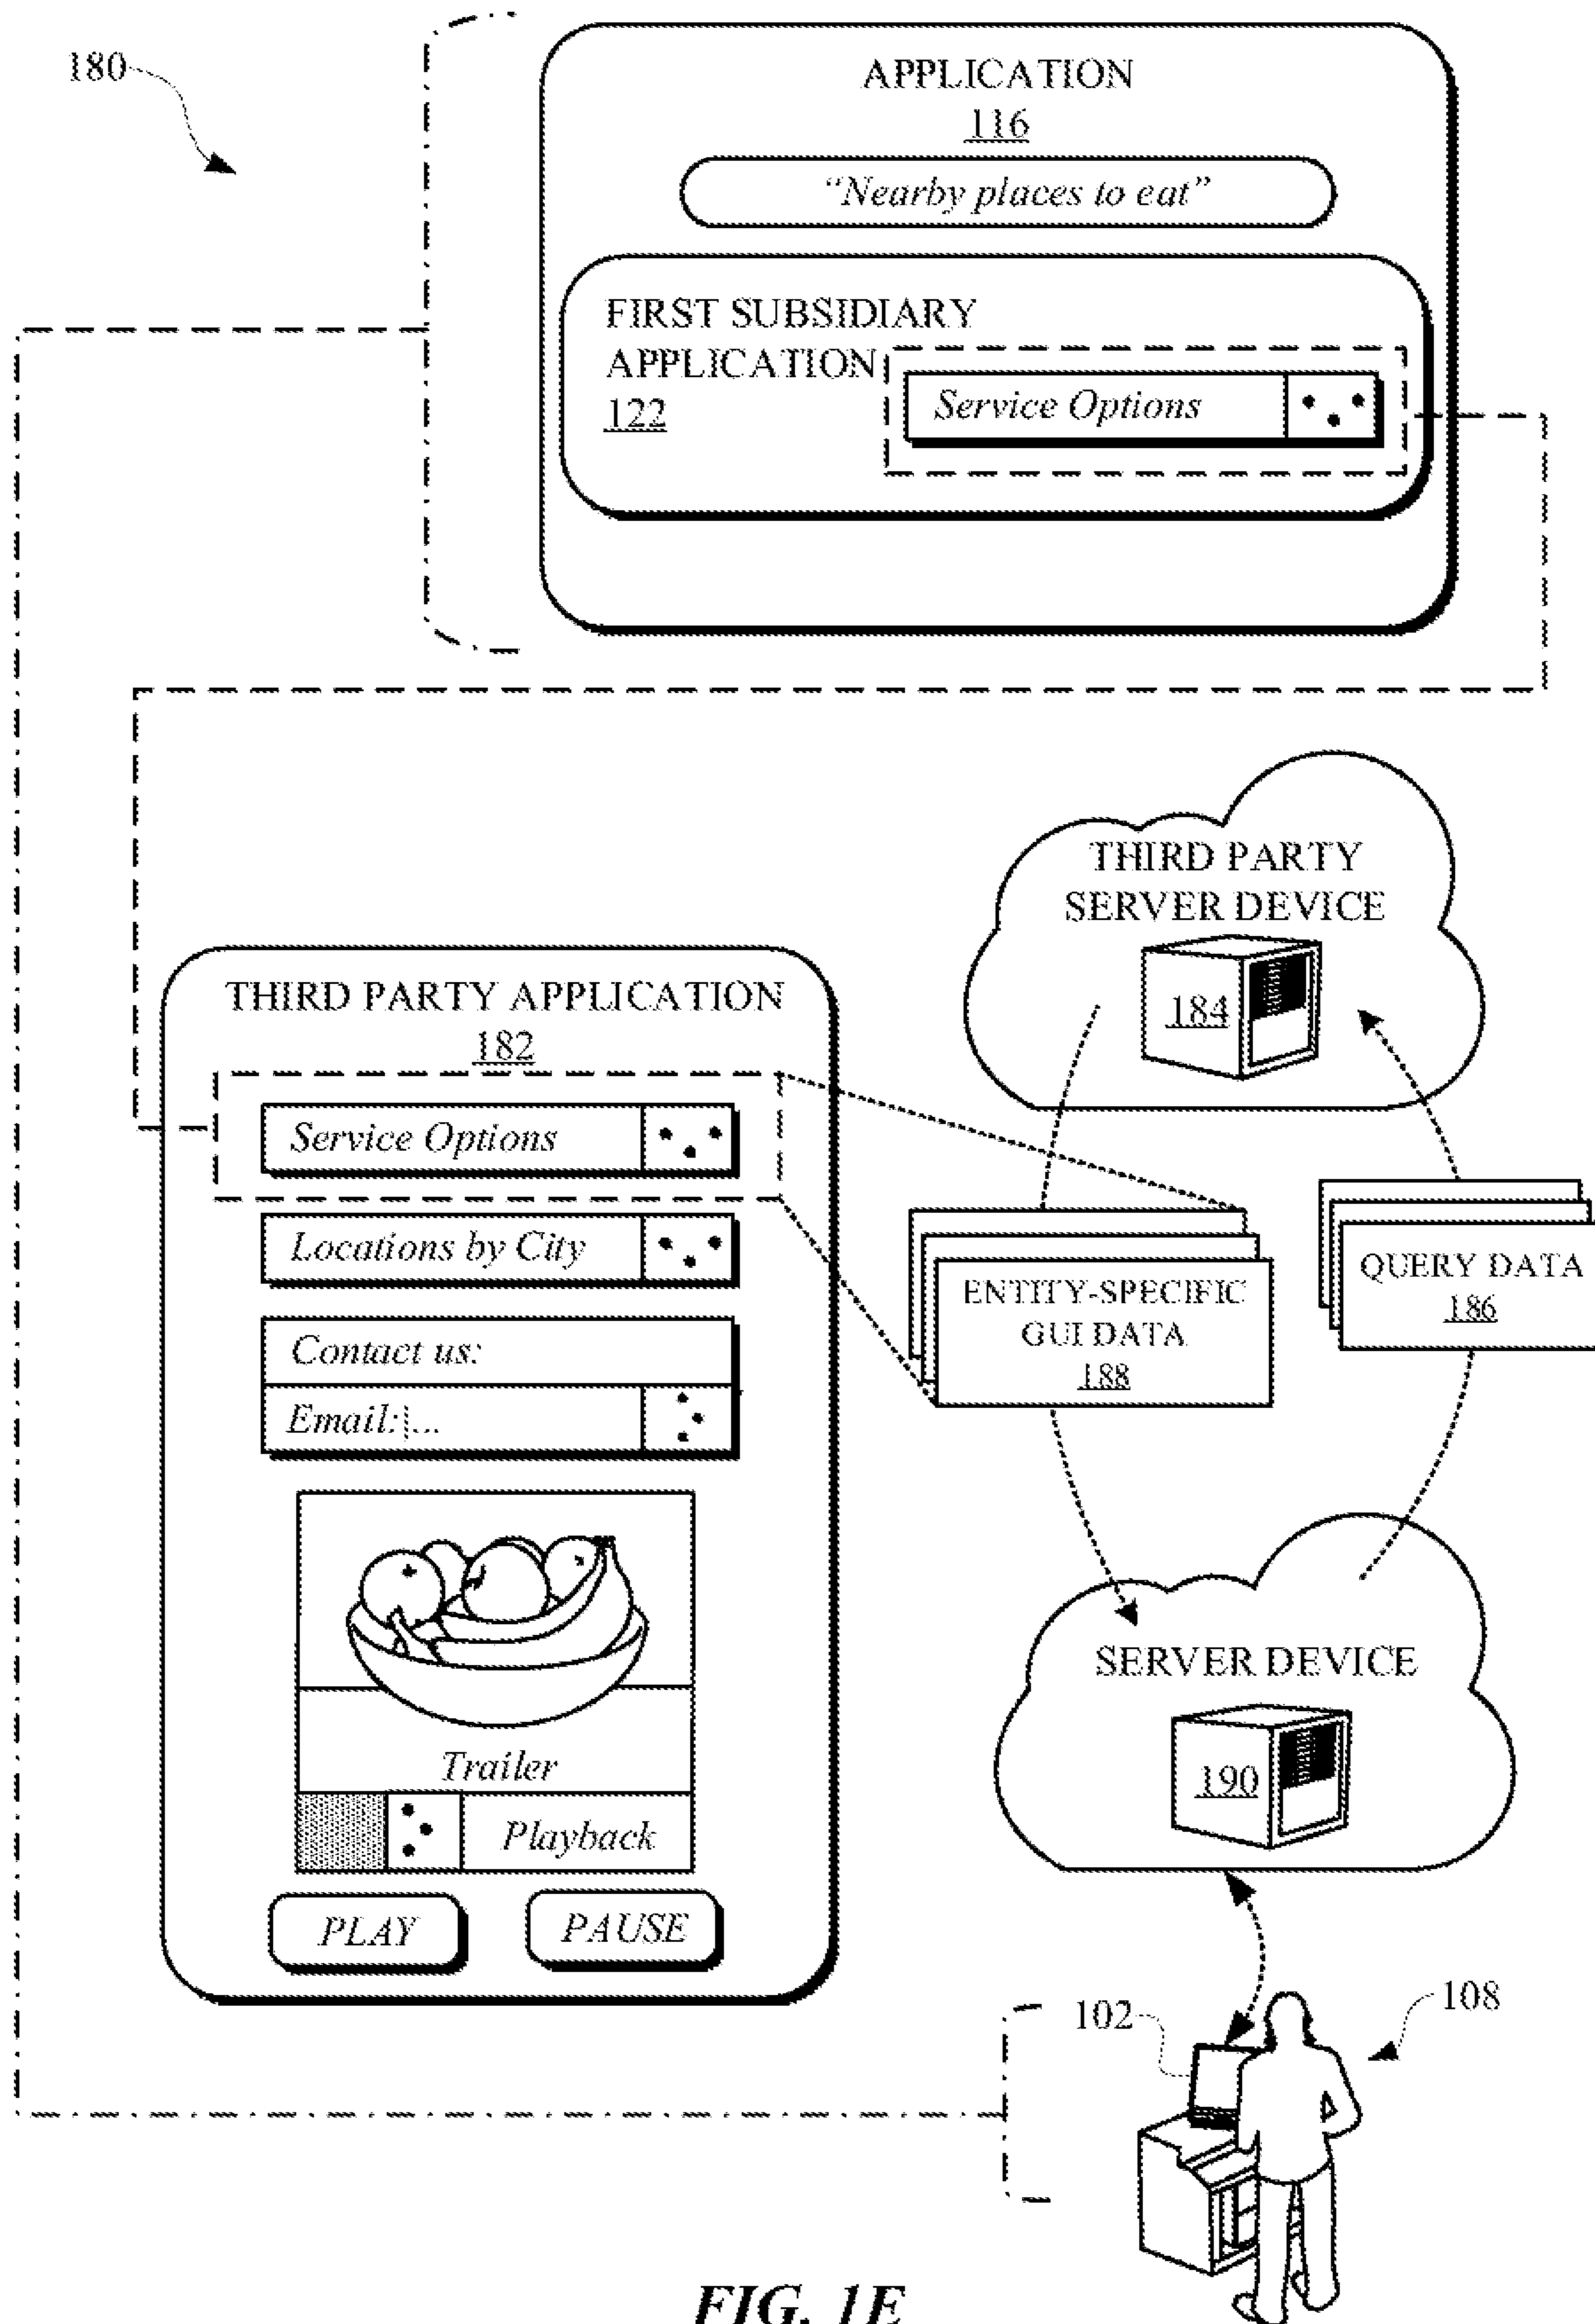 180
APPLICATION
116
“Nearby places to eat”
FIRST SUBSIDIARY
APPLICATION
122
Service Options
THIRD PARTY
SERVER DEVICE
184
THIRD PARTY APPLICATION
182
Service Options
Locations by City
Contact us:
Email: |...
ENTITY-SPECIFIC
GUI DATA
188
QUERY DATA
186
Trailer
Playback
PLAY
PAUSE
SERVER DEVICE
190
102
108
FIG. 1E